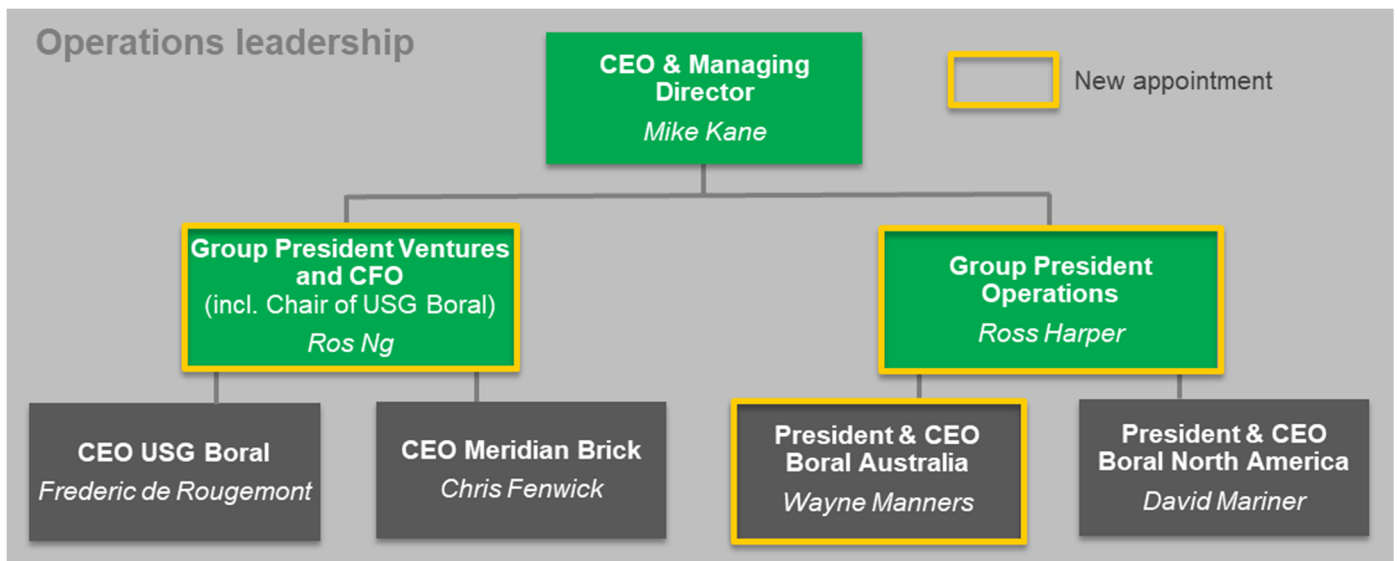 Operations leadership
CEO & Managing
Director
Mike Kane
New appointment
Group President Ventures
and CFO
(incl. Chair of USG Boral)
Ros Ng
Group President
Operations
Ross Harper
CEO USG Boral
Frederic de Rougemont
CEO Meridian Brick
Chris Fenwick
President & CEO
Boral Australia
Wayne Manners
President & CEO
Boral North America
David Mariner